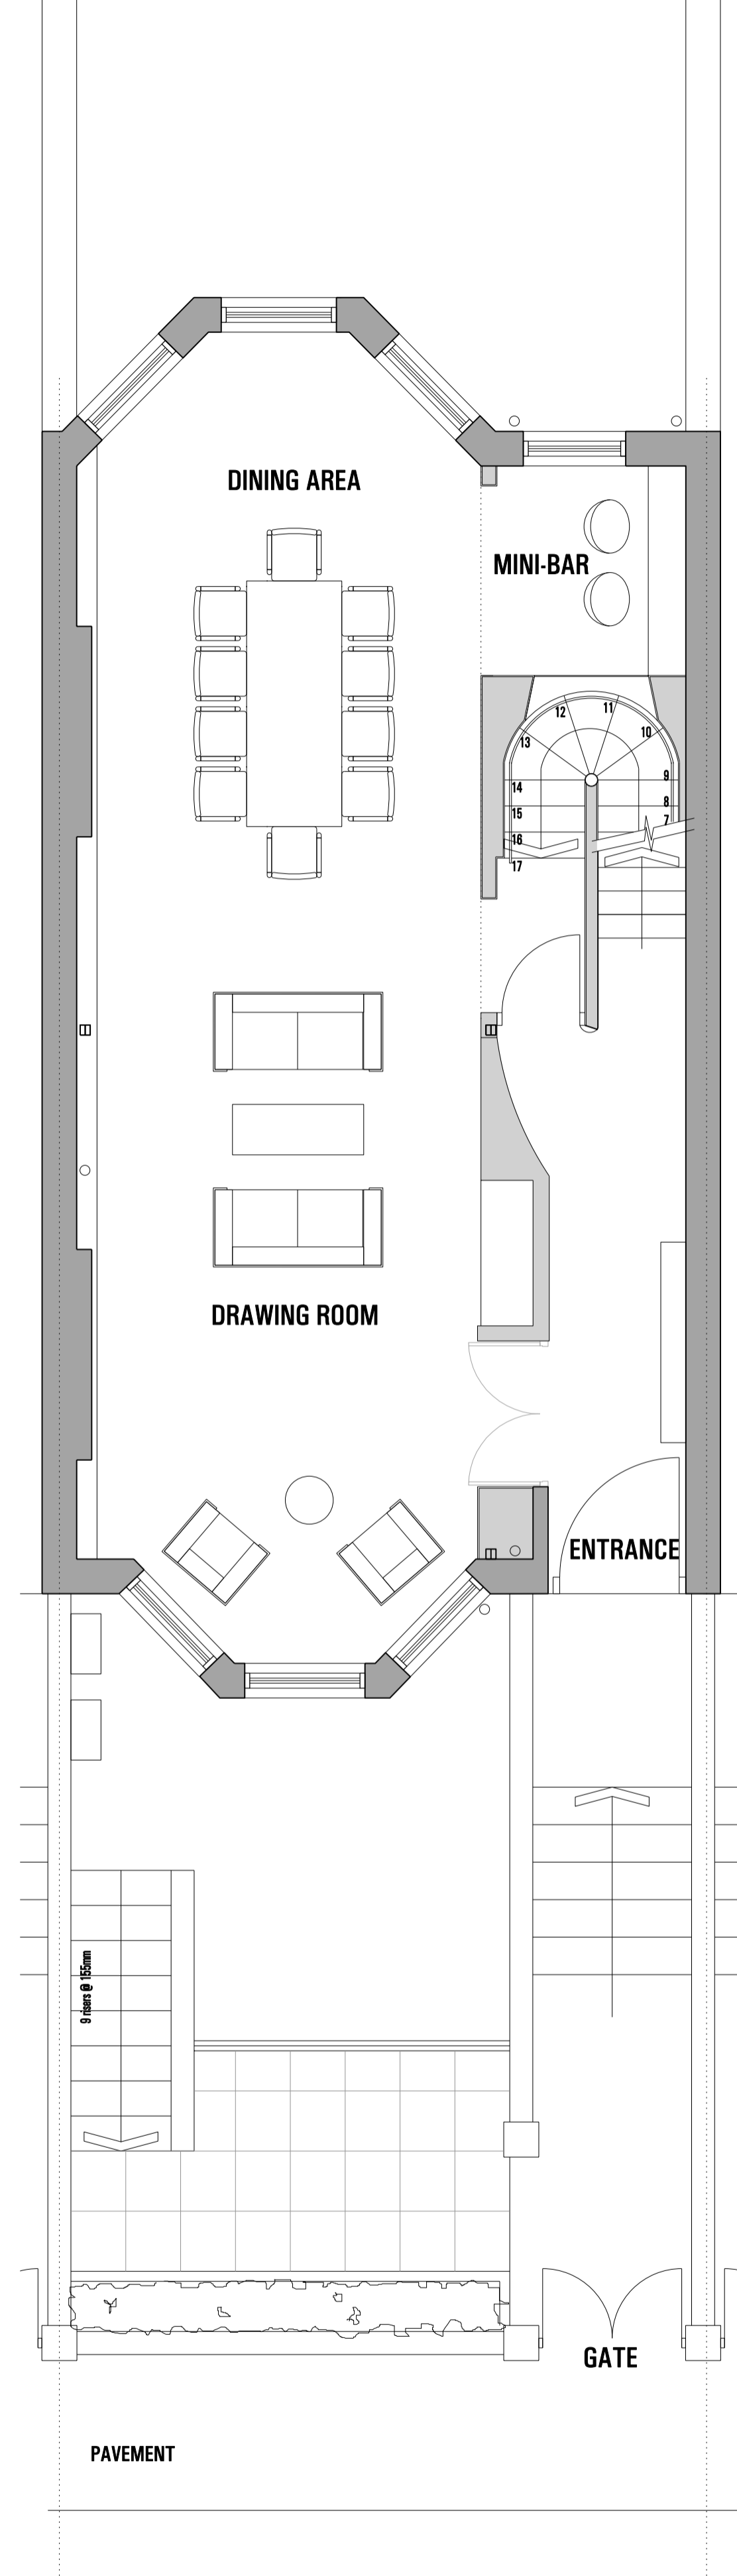 DINING AREA
MINI-BAR
12
11
13
10
14
9
15
8
16
7
17
DRAWING ROOM
ENTRANCE
9 risers @ 155mm
GATE
PAVEMENT